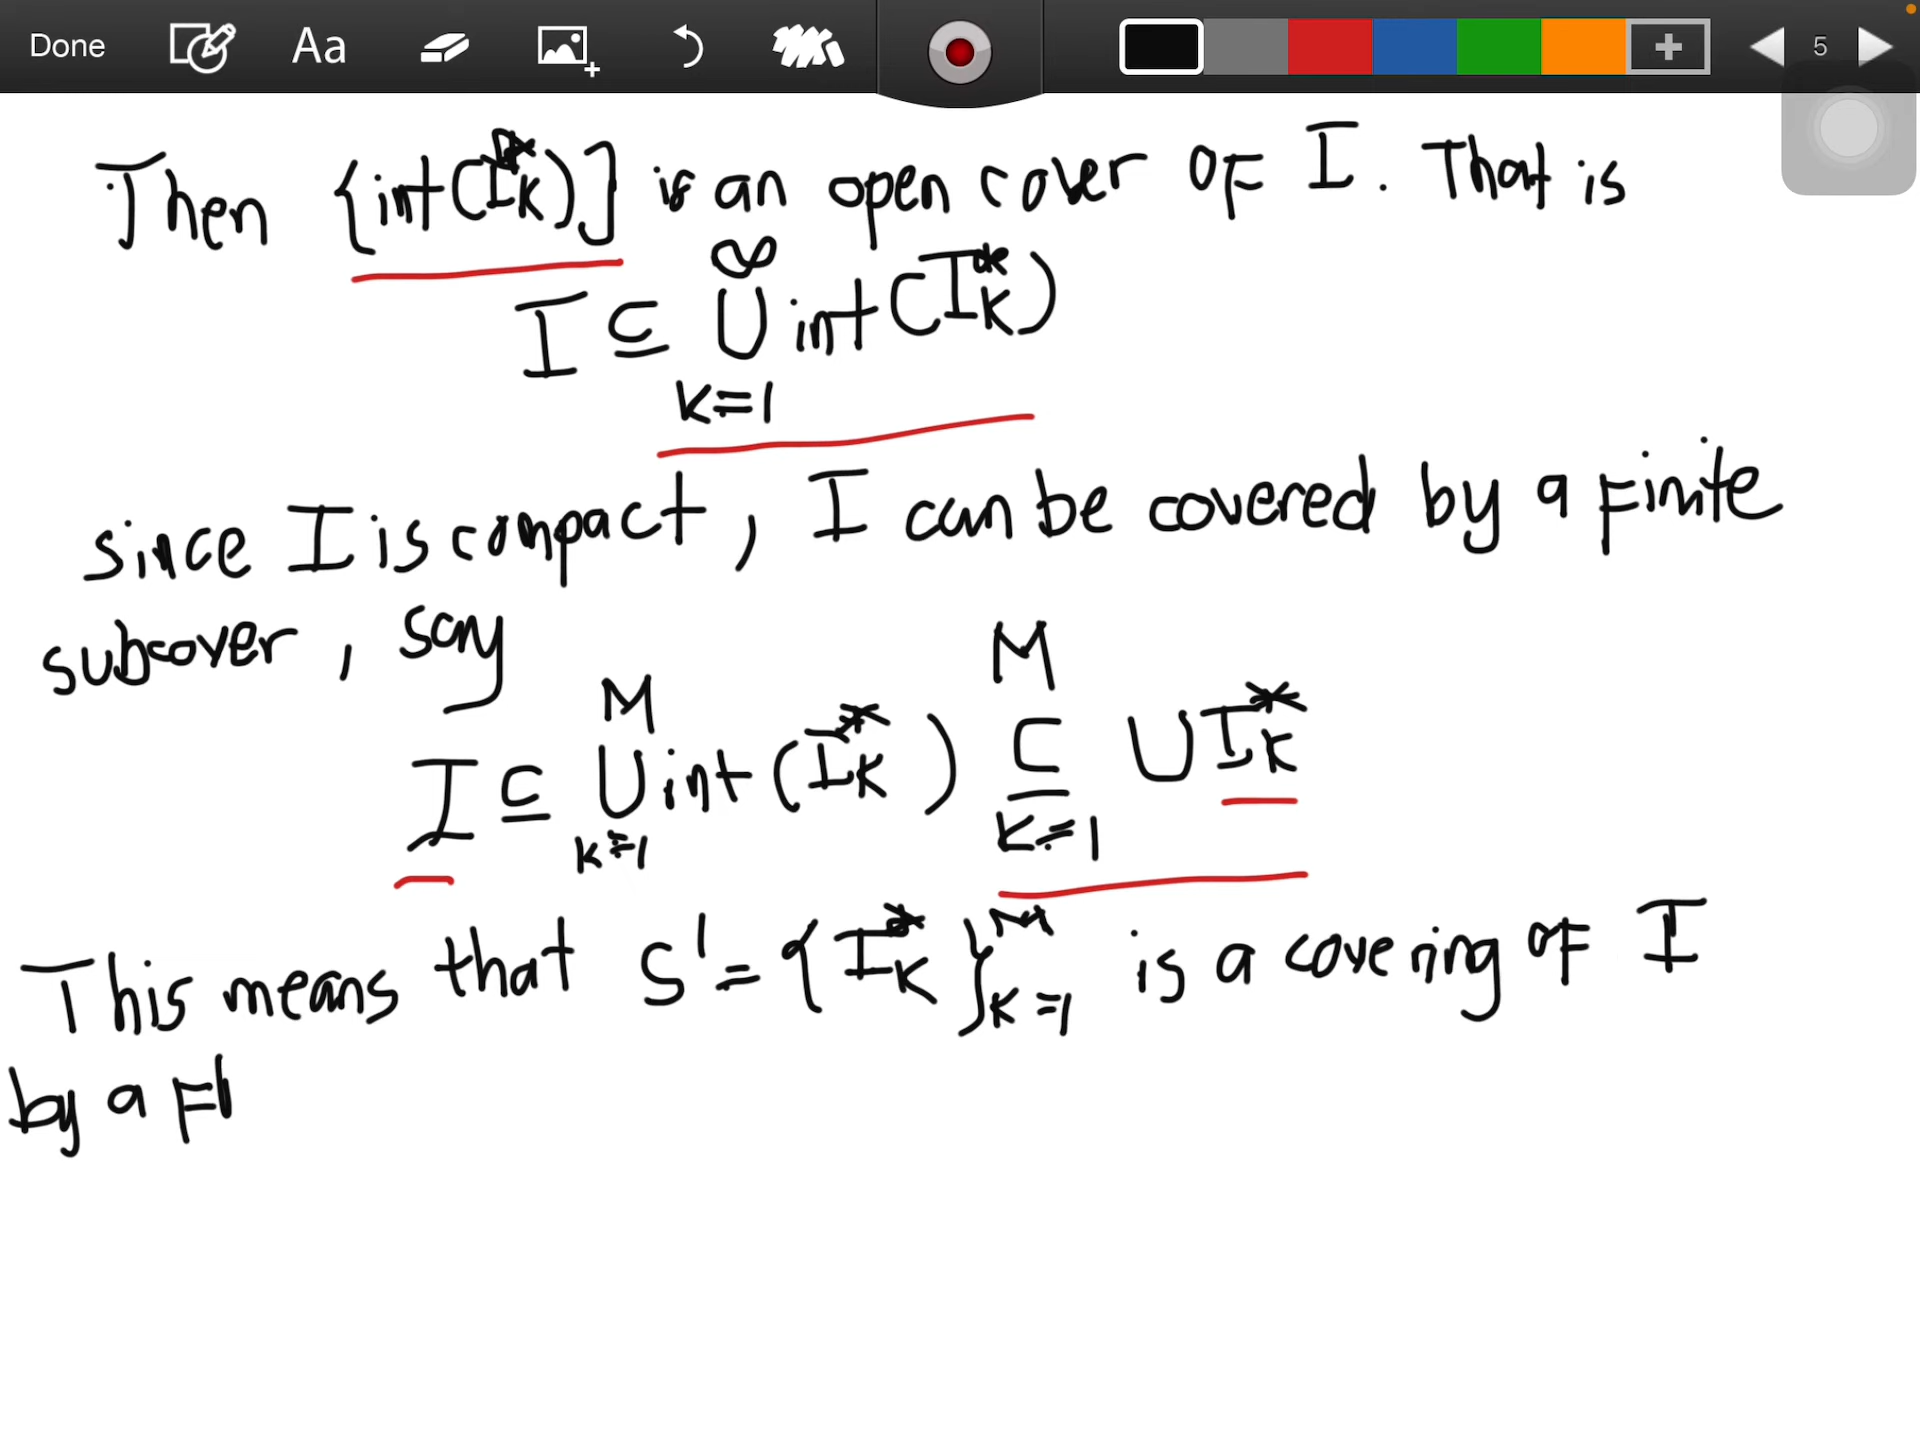 Done Aa 5
Then {int(I*k)} is an open cover of I. That is
I ⊆ ∞ ∪ k=1 int(I*k)
since I is compact, I can be covered by a finite
subcover, say
I ⊆ M ∪ k=1 int(I*k) M ⊆ k=1 ∪ I*k
This means that S' = {I*k}M k=1 is a covering of I
by a